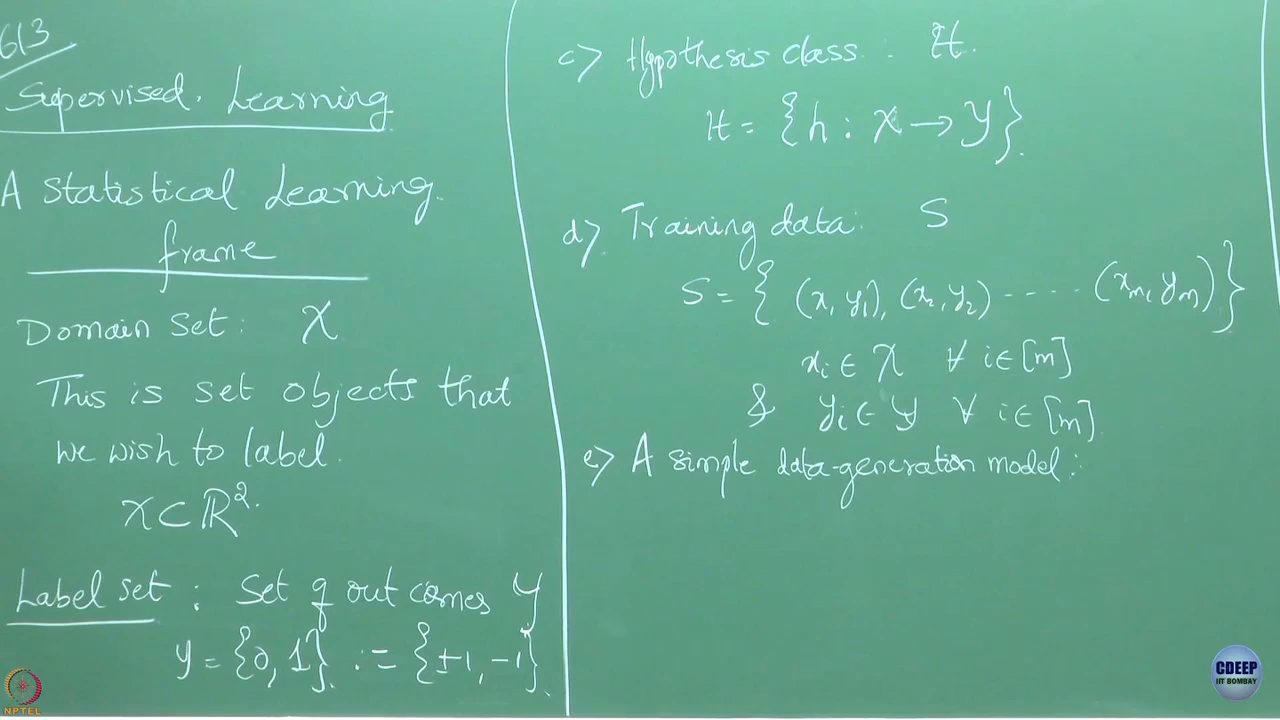 613
Supervised. Learning
A Statistical Learning.
frame
Domain set: X
This is set objects that
we wish to label.
X ⊂ ℝ².
Label set : Set of out comes Y
Y = {0, 1}. := {+1, -1}.
c) Hypothesis class : H.
H = {h : X → Y}.
d) Training data: S
S = { (x, y₁), (x₂, y₂) ----- (xₘ, yₘ) }
xᵢ ∈ X ∀ i ∈ [m]
& yᵢ ∈ Y ∀ i ∈ [m].
e) A simple data-generation model :
NPTEL
CDEEP
IIT BOMBAY